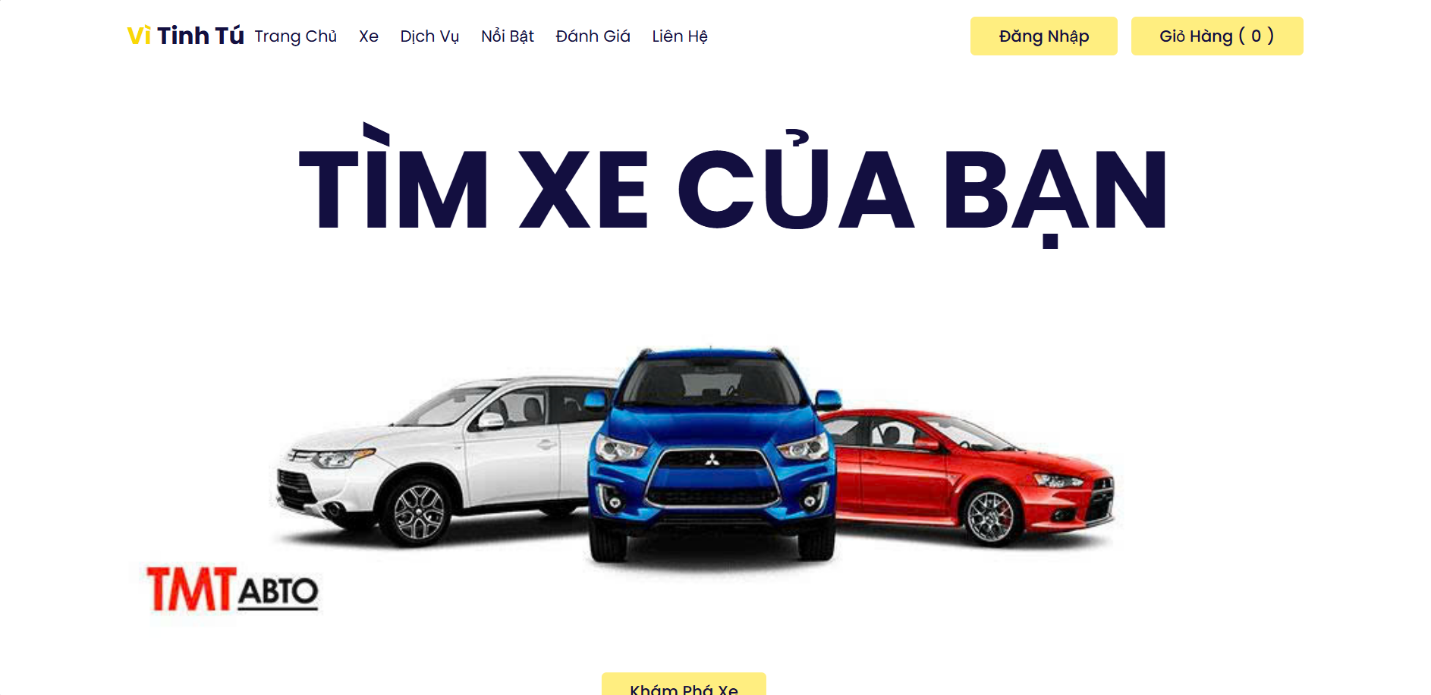 Vì Tinh Tú Trang Chủ Xe Dịch Vụ Nổi Bật Đánh Giá Liên Hệ Đăng Nhập Giỏ Hàng ( 0 )
TÌM XE CỦA BẠN
TMT АВТО
Khám Phá Xe